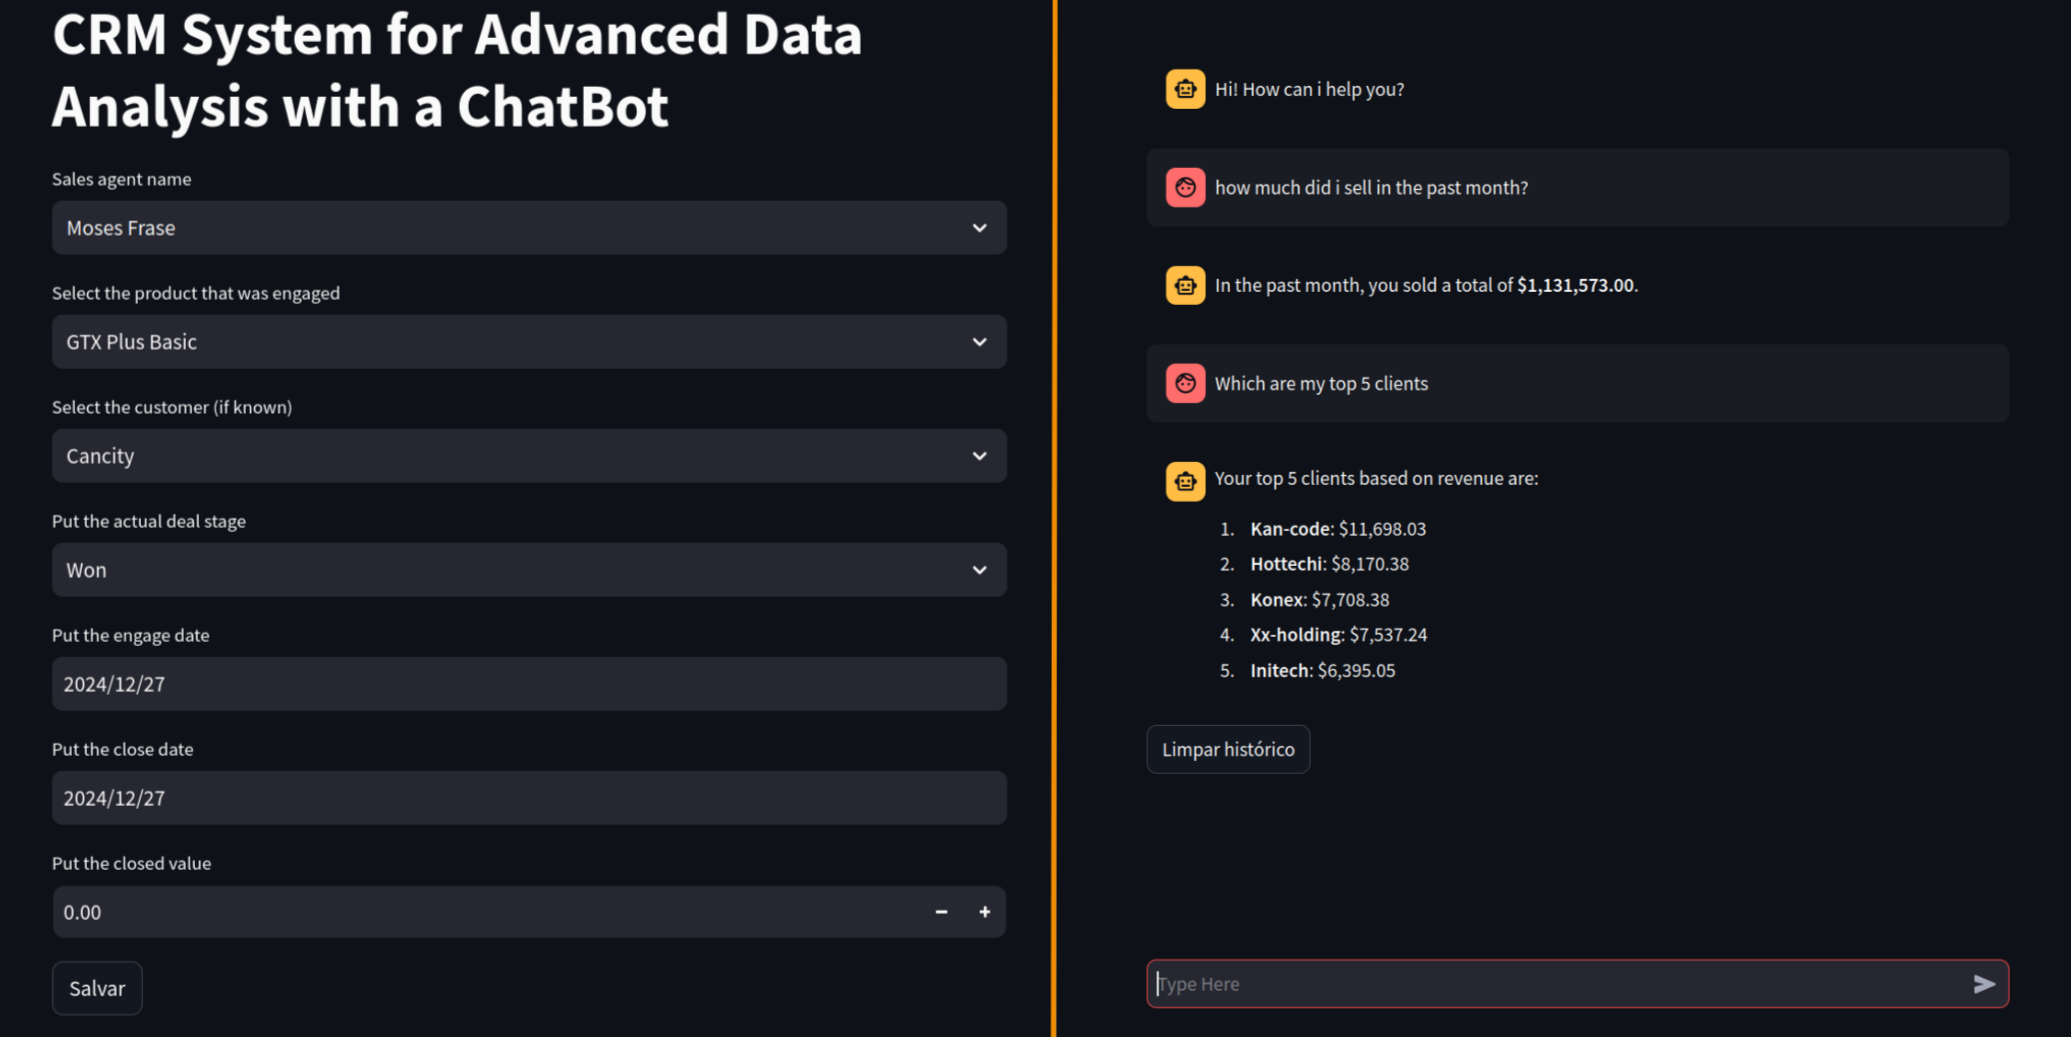 CRM System for Advanced Data
Analysis with a ChatBot
Sales agent name
Moses Frase
Select the product that was engaged
GTX Plus Basic
Select the customer (if known)
Cancity
Put the actual deal stage
Won
Put the engage date
2024/12/27
Put the close date
2024/12/27
Put the closed value
0.00
Salvar
Hi! How can i help you?
how much did i sell in the past month?
In the past month, you sold a total of $1,131,573.00.
Which are my top 5 clients
Your top 5 clients based on revenue are:
1. Kan-code: $11,698.03
2. Hottechi: $8,170.38
3. Konex: $7,708.38
4. Xx-holding: $7,537.24
5. Initech: $6,395.05
Limpar histórico
Type Here